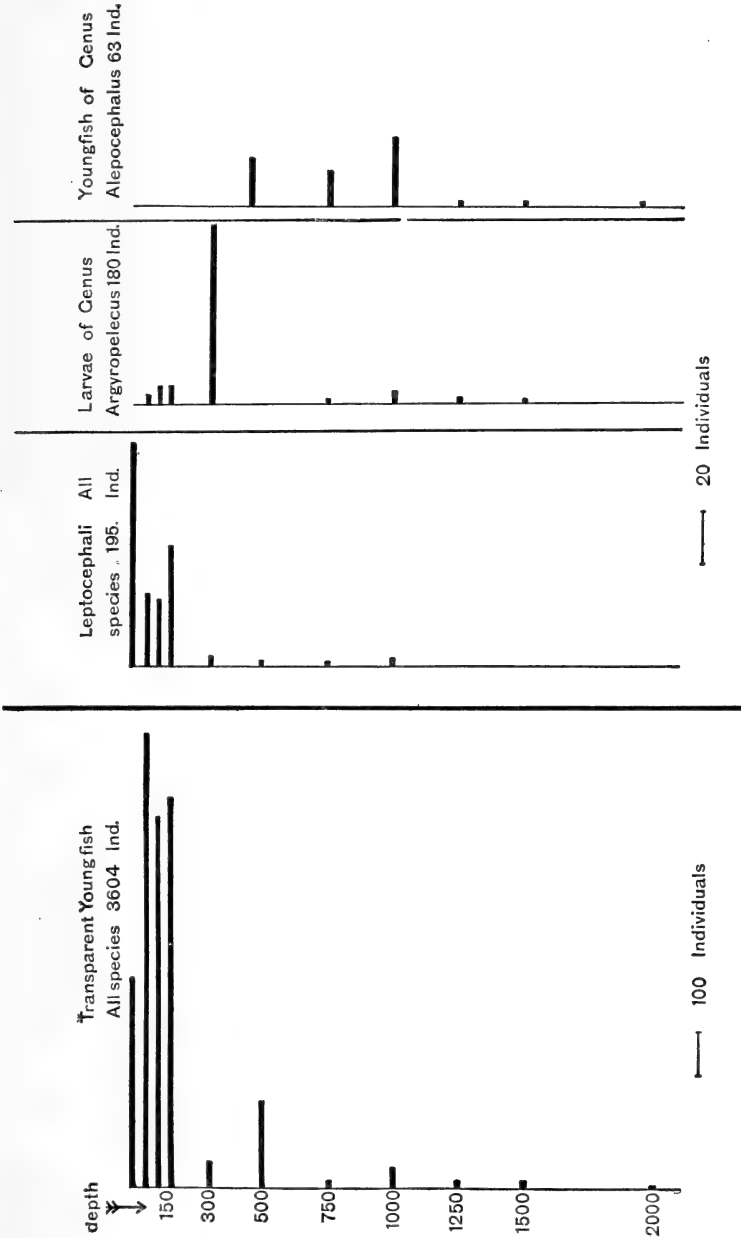 depth
Transparent Youngfish
All species 3604 Ind.
Leptocephali All
species „ 195. Ind.
Larvae of Genus
Argyropelecus 180 Ind.
Youngfish of Genus
Alepocephalus 63 Ind.
150
300
500
750
1000
1250
1500
2000
100 Individuals
20 Individuals